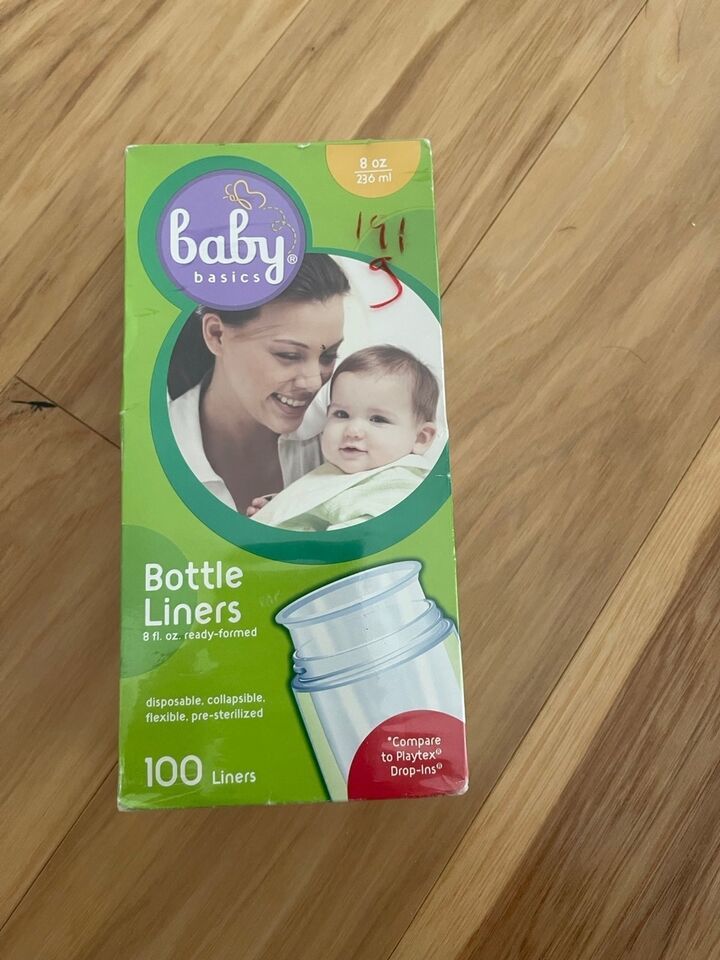 8 oz
236 ml
baby®
basics
191
g
Bottle
Liners
8 fl. oz. ready-formed
disposable, collapsible,
flexible, pre-sterilized
100 Liners
*Compare
to Playtex®
Drop-Ins®